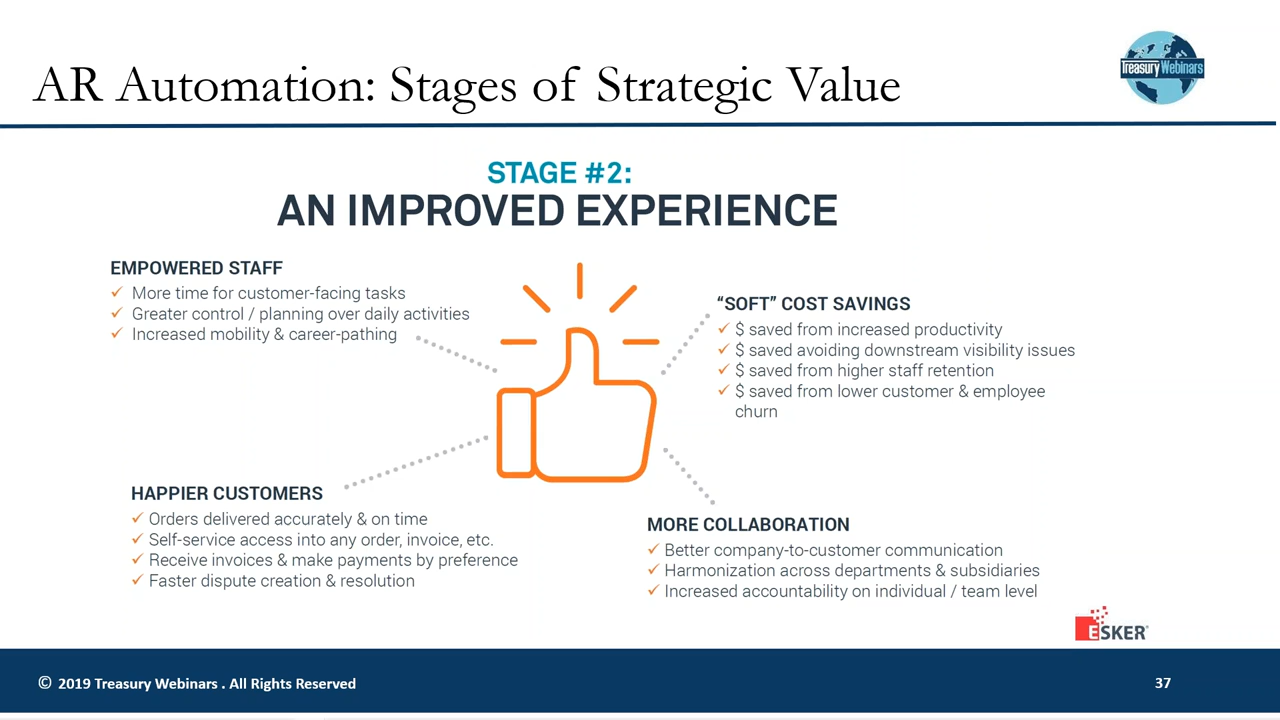 AR Automation: Stages of Strategic Value
Treasury Webinars
STAGE #2:
AN IMPROVED EXPERIENCE
EMPOWERED STAFF
✓ More time for customer-facing tasks
✓ Greater control / planning over daily activities
✓ Increased mobility & career-pathing
“SOFT” COST SAVINGS
✓ $ saved from increased productivity
✓ $ saved avoiding downstream visibility issues
✓ $ saved from higher staff retention
✓ $ saved from lower customer & employee
churn
HAPPIER CUSTOMERS
✓ Orders delivered accurately & on time
✓ Self-service access into any order, invoice, etc.
✓ Receive invoices & make payments by preference
✓ Faster dispute creation & resolution
MORE COLLABORATION
✓ Better company-to-customer communication
✓ Harmonization across departments & subsidiaries
✓ Increased accountability on individual / team level
ESKER®
© 2019 Treasury Webinars . All Rights Reserved
37